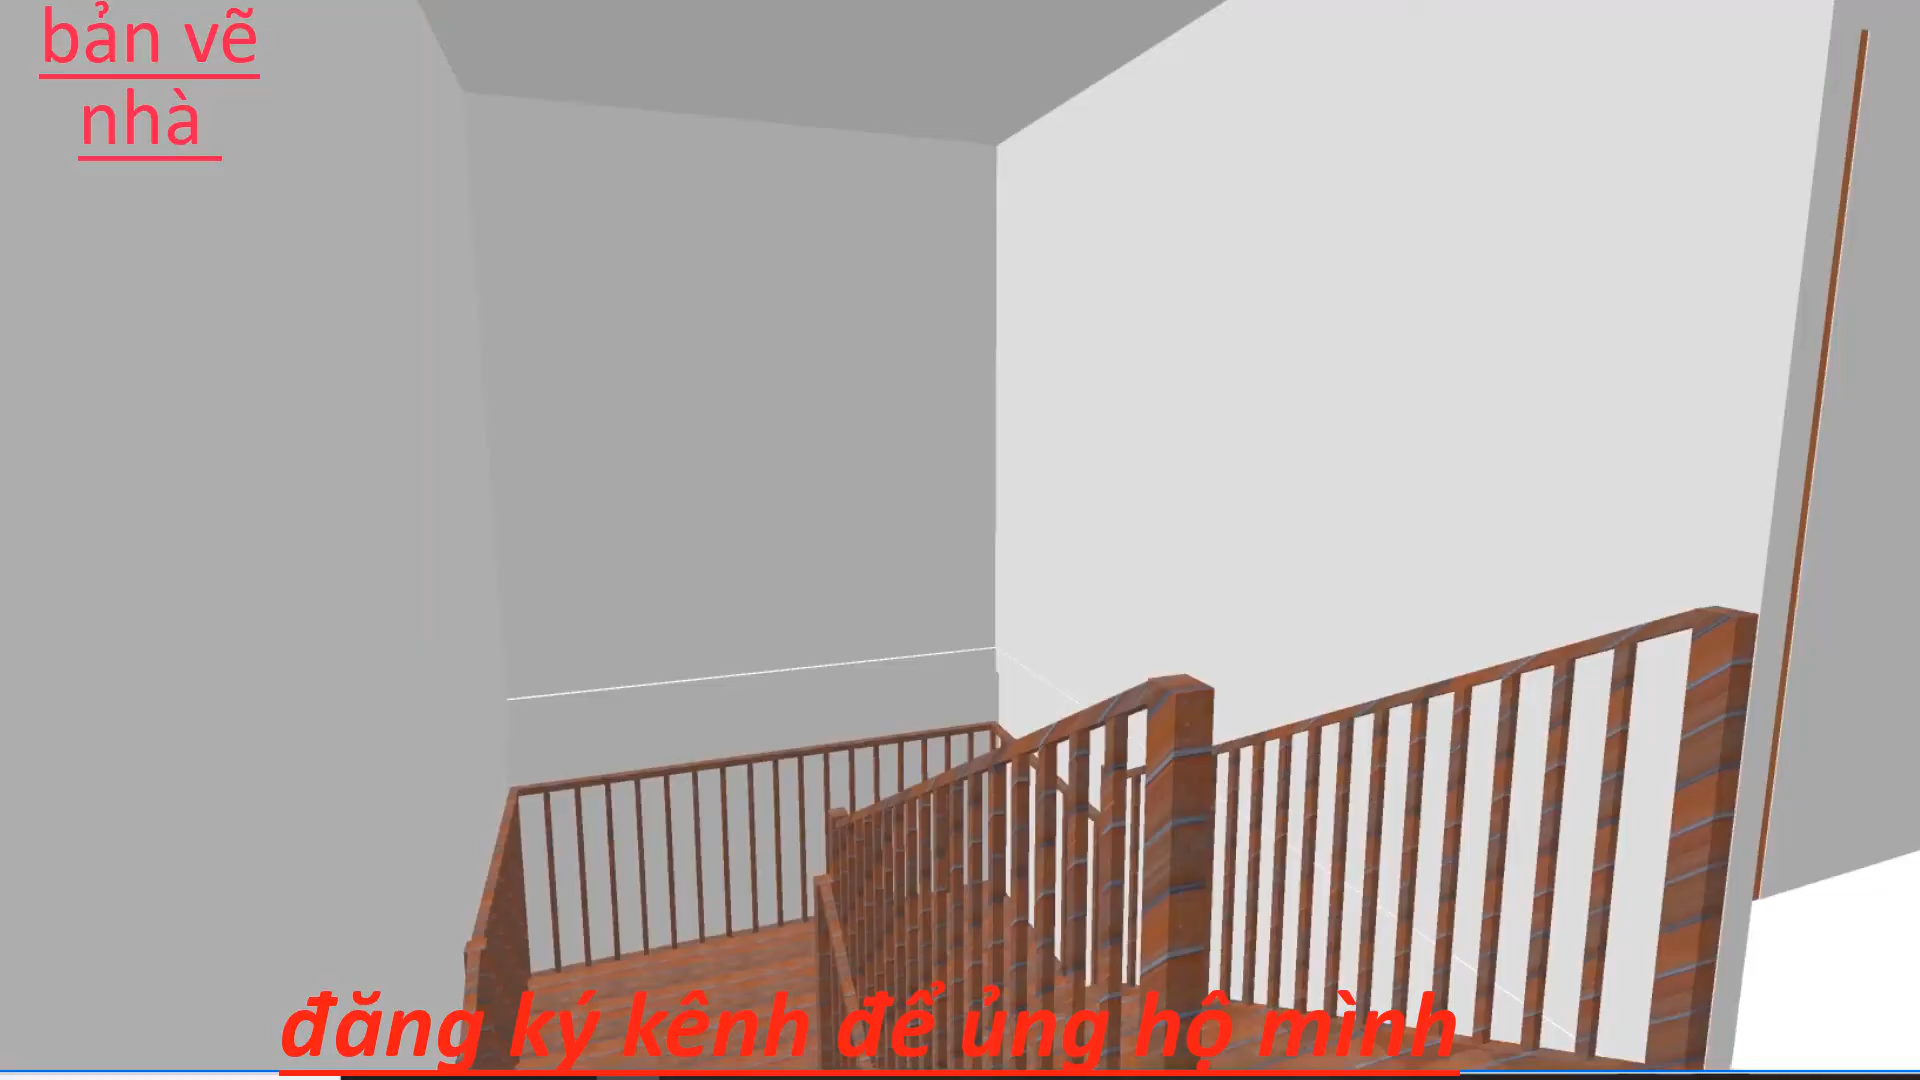 bản vẽ
nhà
đăng ký kênh để ủng hộ mình